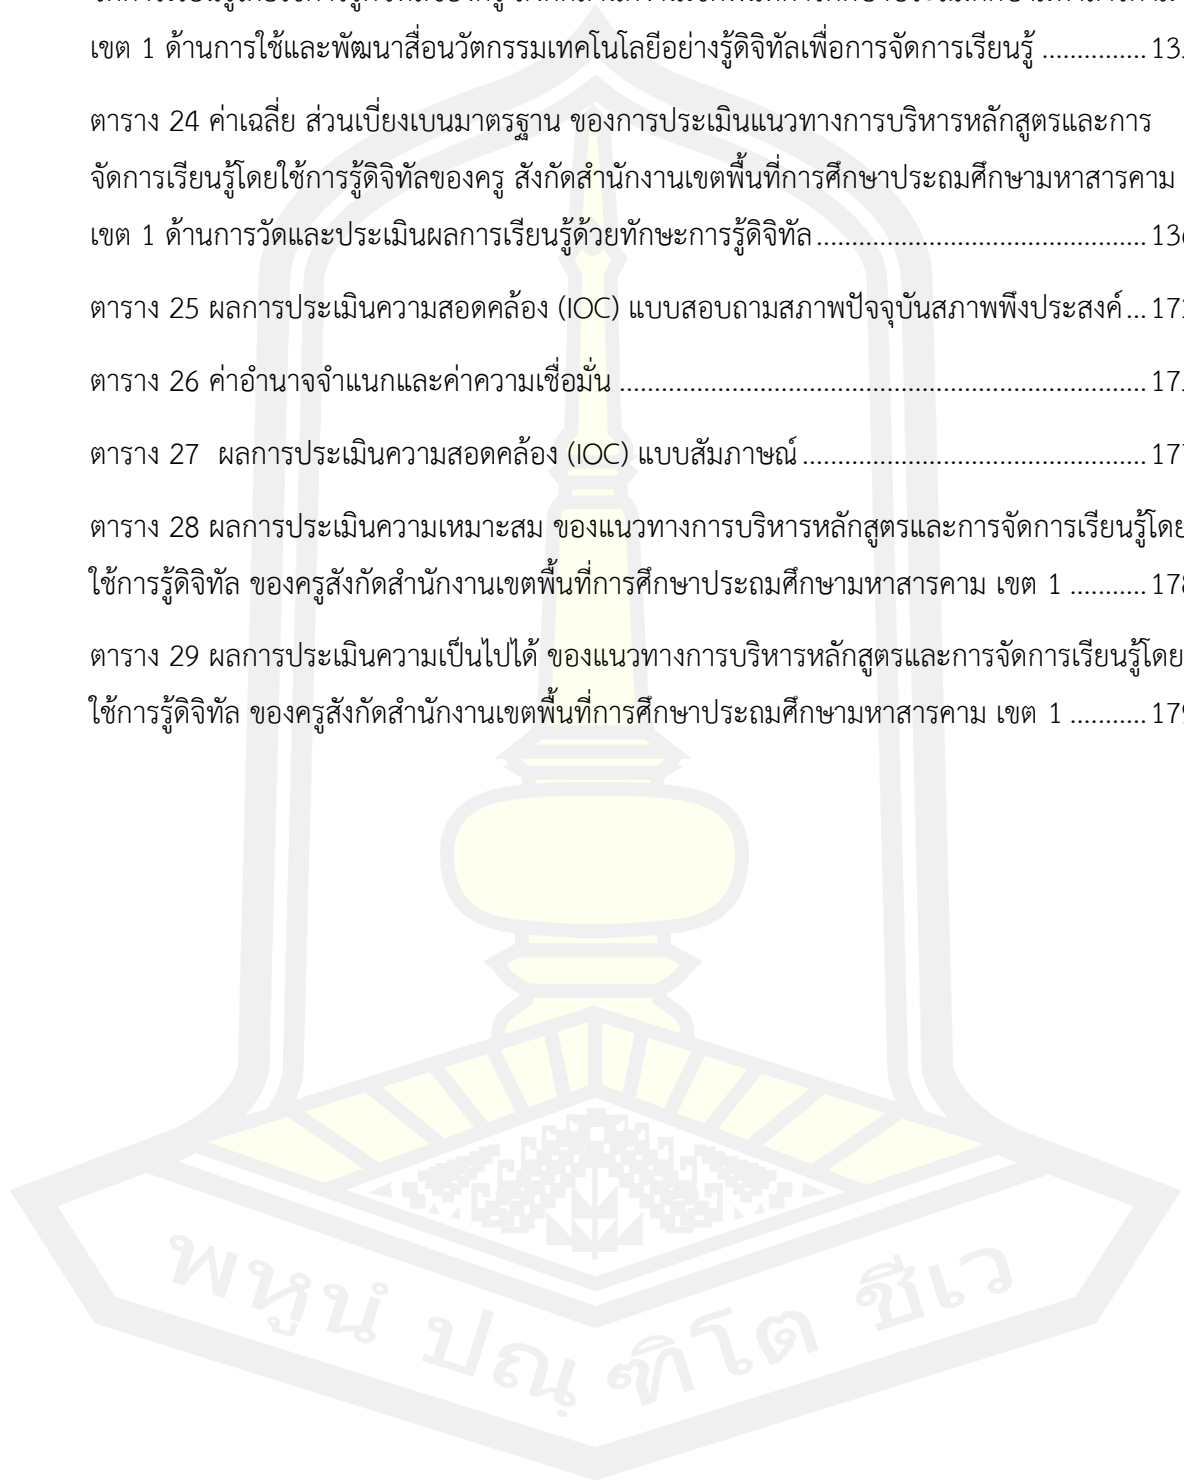 เขต 1 ด้านการใช้และพัฒนาสื่อนวัตกรรมเทคโนโลยีอย่างรู้ดิจิทัลเพื่อการจัดการเรียนรู้ ............... 13
ตาราง 24 ค่าเฉลี่ย ส่วนเบี่ยงเบนมาตรฐาน ของการประเมินแนวทางการบริหารหลักสูตรและการ
จัดการเรียนรู้โดยใช้การรู้ดิจิทัลของครู สังกัดสำนักงานเขตพื้นที่การศึกษาประถมศึกษามหาสารคาม
เขต 1 ด้านการวัดและประเมินผลการเรียนรู้ด้วยทักษะการรู้ดิจิทัล ................................................ 136
ตาราง 25 ผลการประเมินความสอดคล้อง (IOC) แบบสอบถามสภาพปัจจุบันสภาพพึงประสงค์ ... 17
ตาราง 26 ค่าอำนาจจำแนกและค่าความเชื่อมั่น ............................................................................ 17
ตาราง 27 ผลการประเมินความสอดคล้อง (IOC) แบบสัมภาษณ์ .................................................. 177
ตาราง 28 ผลการประเมินความเหมาะสม ของแนวทางการบริหารหลักสูตรและการจัดการเรียนรู้โดย
ใช้การรู้ดิจิทัล ของครูสังกัดสำนักงานเขตพื้นที่การศึกษาประถมศึกษามหาสารคาม เขต 1 ........... 178
ตาราง 29 ผลการประเมินความเป็นไปได้ ของแนวทางการบริหารหลักสูตรและการจัดการเรียนรู้โดย
ใช้การรู้ดิจิทัล ของครูสังกัดสำนักงานเขตพื้นที่การศึกษาประถมศึกษามหาสารคาม เขต 1 ........... 179
พหูนํ ปณฺ ฑิโต ชีเว